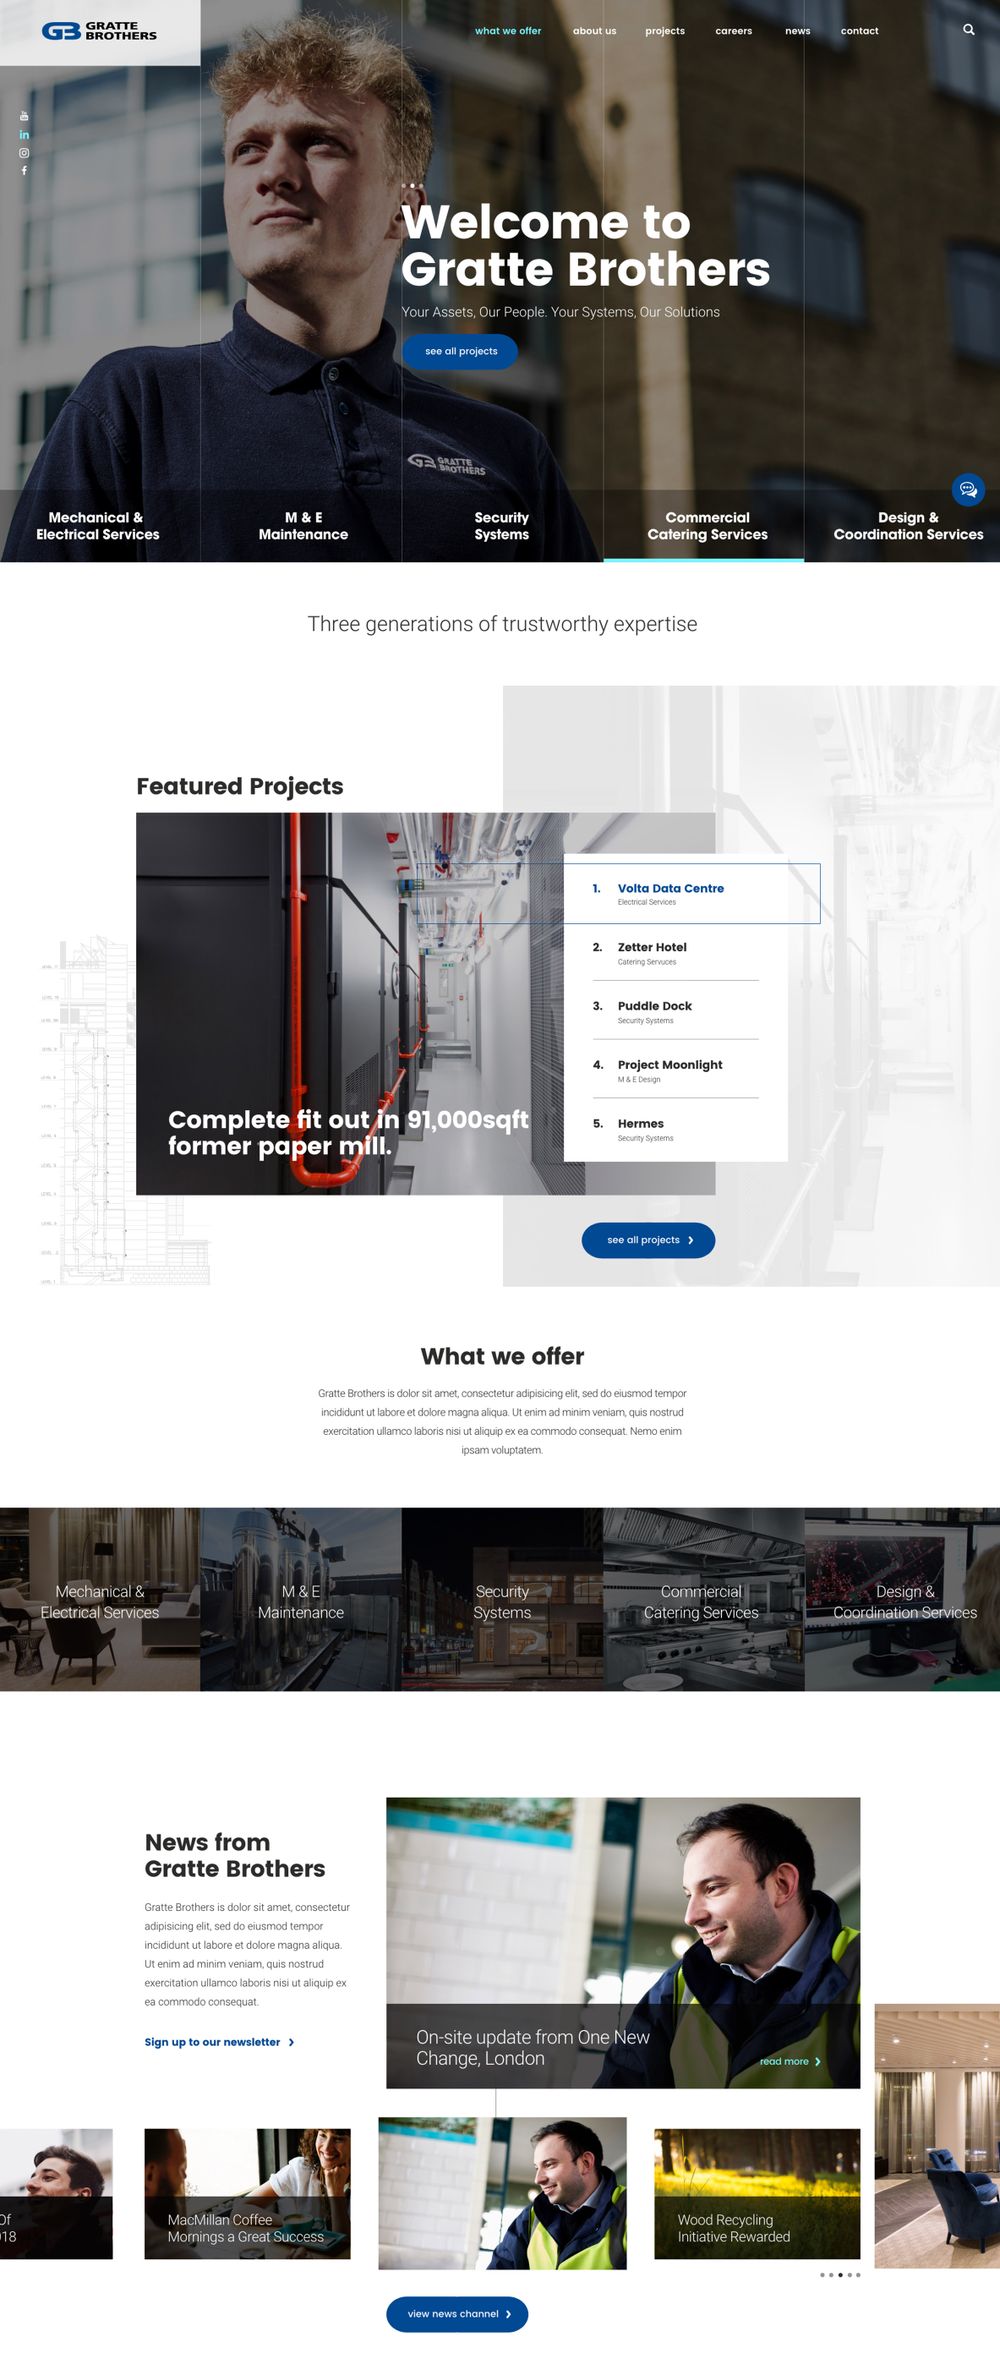 GRATTE
BROTHERS
what we offer
about us
projects
careers
news
contact
Welcome to
Gratte Brothers
Your Assets, Our People. Your Systems, Our Solutions
see all projects
GRATTE
BROTHERS
Mechanical &
Electrical Services
M & E
Maintenance
Security
Systems
Commercial
Catering Services
Design &
Coordination Services
Three generations of trustworthy expertise
Featured Projects
1. Volta Data Centre
Electrical Services
2. Zetter Hotel
Catering Servuces
3. Puddle Dock
Security Systems
4. Project Moonlight
M & E Design
5. Hermes
Security Systems
Complete fit out in 91,000sqft
former paper mill.
see all projects
What we offer
Gratte Brothers is dolor sit amet, consectetur adipisicing elit, sed do eiusmod tempor
incididunt ut labore et dolore magna aliqua. Ut enim ad minim veniam, quis nostrud
exercitation ullamco laboris nisi ut aliquip ex ea commodo consequat. Nemo enim
ipsam voluptatem.
Mechanical &
Electrical Services
M & E
Maintenance
Security
Systems
Commercial
Catering Services
Design &
Coordination Services
News from
Gratte Brothers
Gratte Brothers is dolor sit amet, consectetur
adipisicing elit, sed do eiusmod tempor
incididunt ut labore et dolore magna aliqua.
Ut enim ad minim veniam, quis nostrud
exercitation ullamco laboris nisi ut aliquip ex
ea commodo consequat.
Sign up to our newsletter
On-site update from One New
Change, London
read more
Of
18
MacMillan Coffee
Mornings a Great Success
Wood Recycling
Initiative Rewarded
view news channel